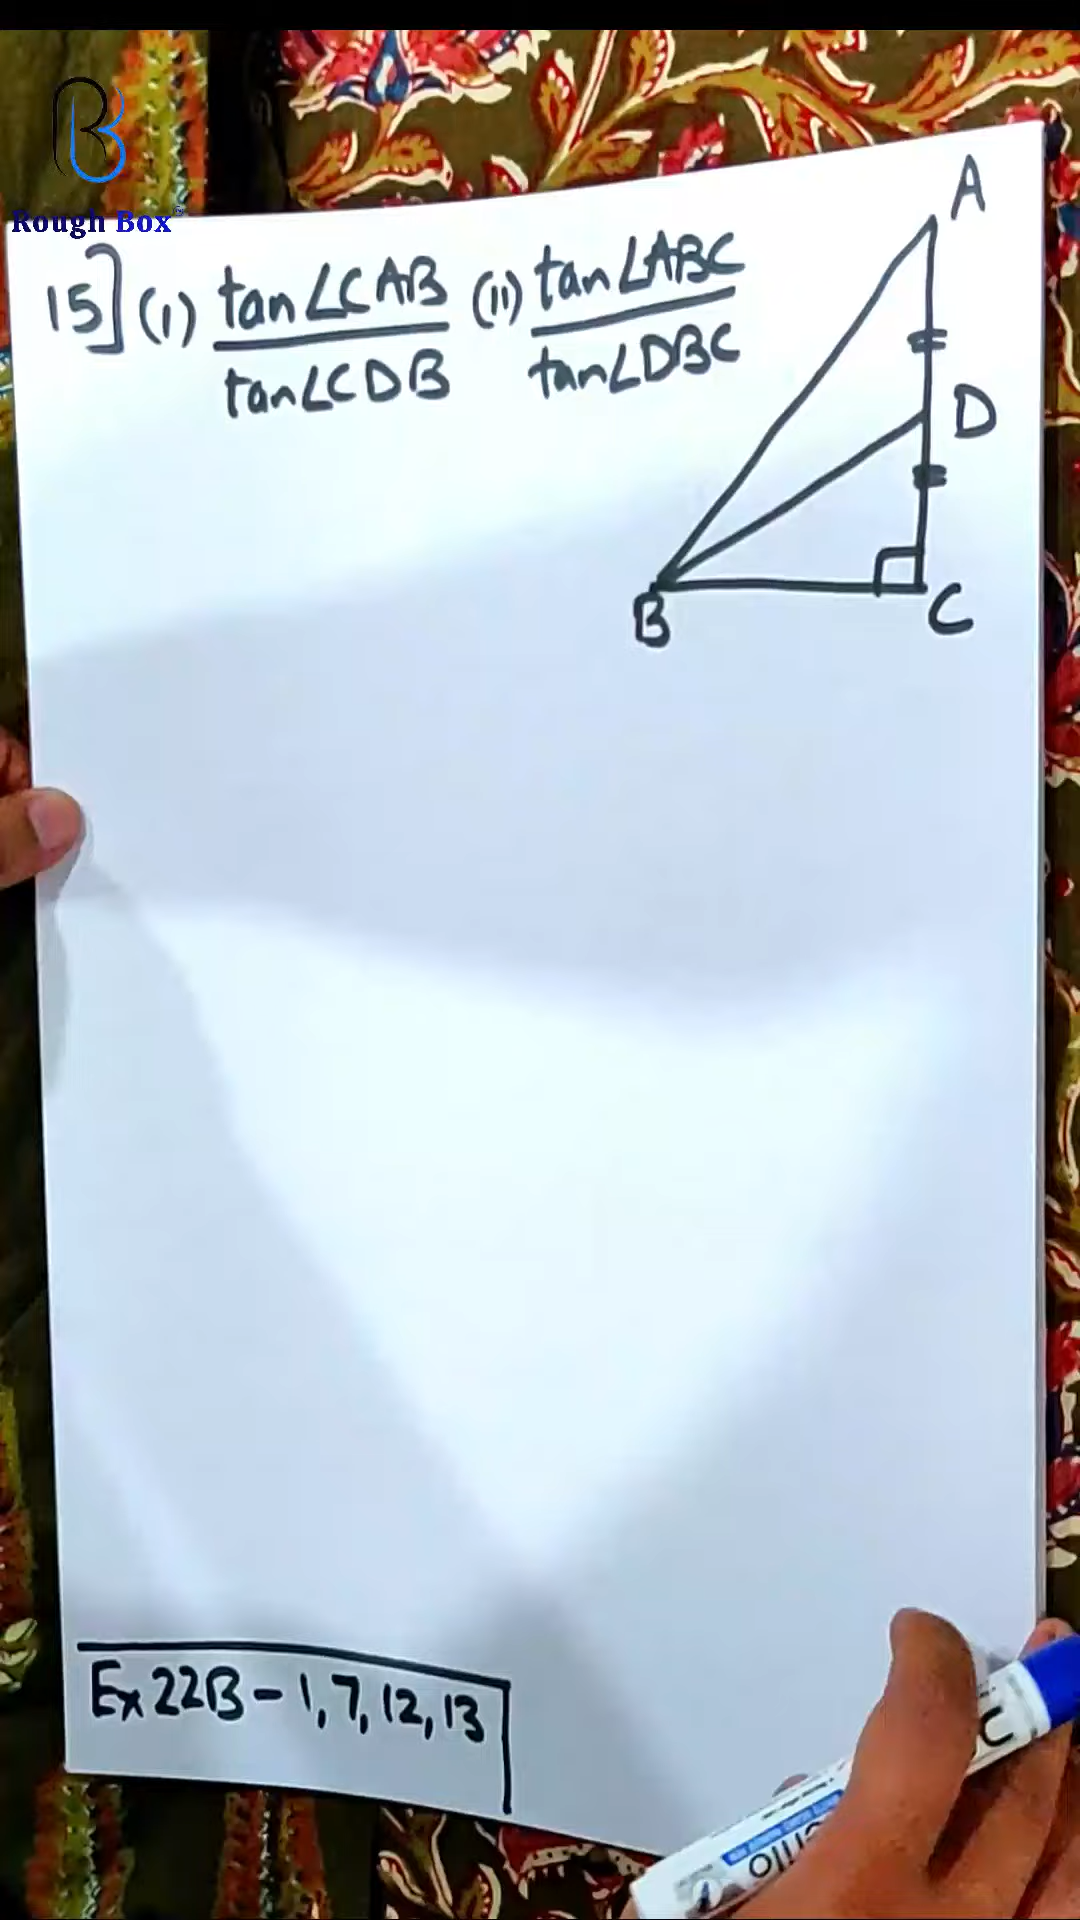 Rough Box
15] (i) tan∠CAB (ii) tan∠ABC
tan∠CDB tan∠DBC
A
D
B
C
Ex 22B - 1, 7, 12, 13